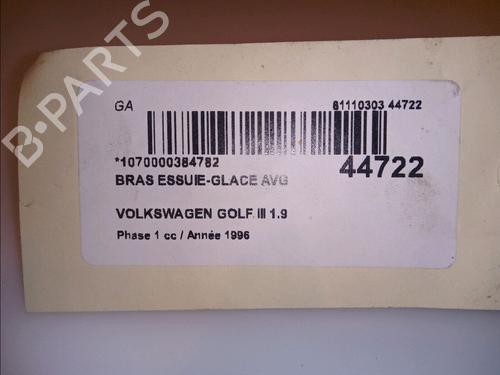 B-PARTS
GA
81110303 44722
*1070000384782
44722
BRAS ESSUIE-GLACE AVG
VOLKSWAGEN GOLF III 1.9
Phase 1 cc / Année 1996